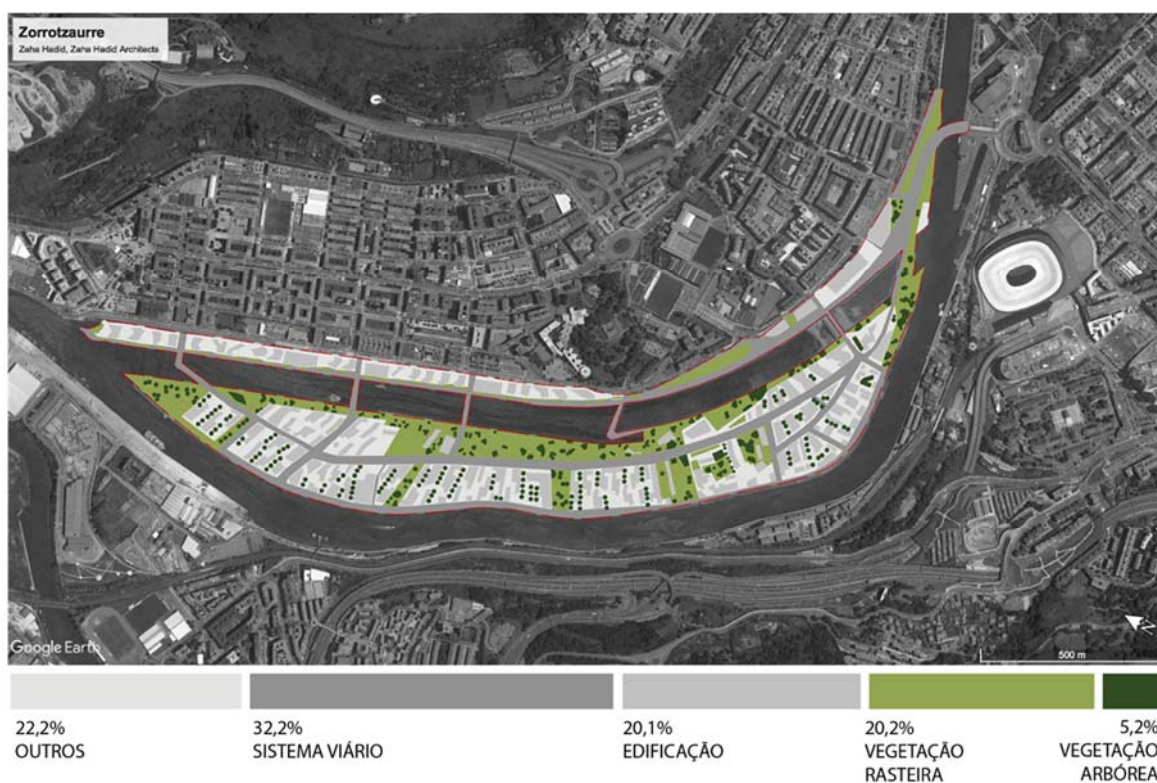 Zorrotzaurre
Zaha Hadid, Zaha Hadid Architects
Google Earth
N
500 m
22,2%
OUTROS
32,2%
SISTEMA VIÁRIO
20,1%
EDIFICAÇÃO
20,2%
VEGETAÇÃO
RASTEIRA
5,2%
VEGETAÇÃO
ARBÓREA